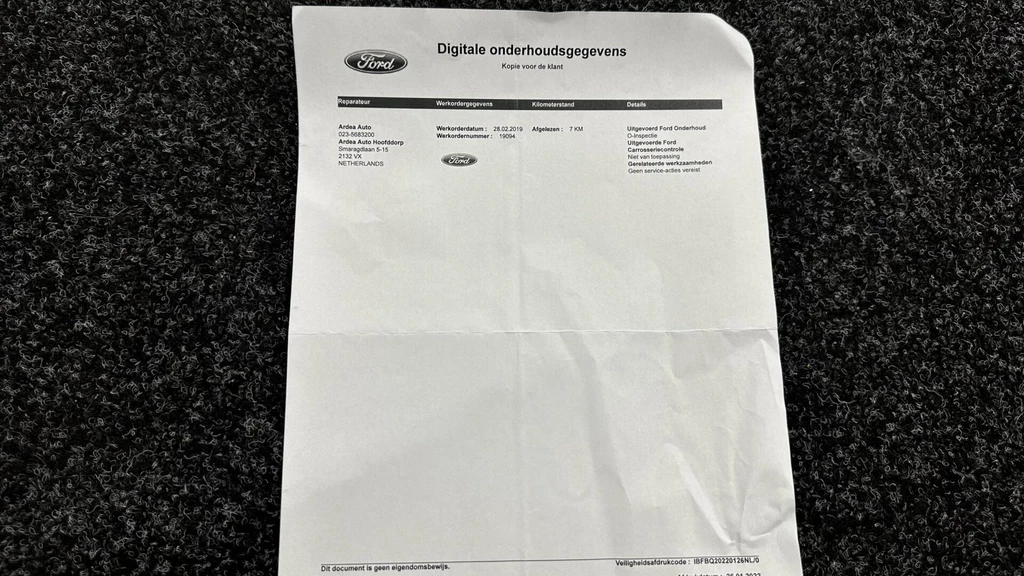 Ford
Digitale onderhoudsgegevens
Kopie voor de klant
Reparateur Werkordergegevens Kilometerstand Details
Ardea Auto
023-5683200
Ardea Auto Hoofddorp
Smaragdlaan 5-15
2132 VX
NETHERLANDS
Werkorderdatum : 28.02.2019
Werkordernummer : 19094
Ford
Afgelezen : 7 KM
Uitgevoerd Ford Onderhoud
O-Inspectie
Uitgevoerde Ford
Carrosseriecontrole
Niet van toepassing
Gerelateerde werkzaamheden
Geen service-acties vereist
Dit document is geen eigendomsbewijs.
Veiligheidsafdrukcode : IBFBQ20220126NL/0